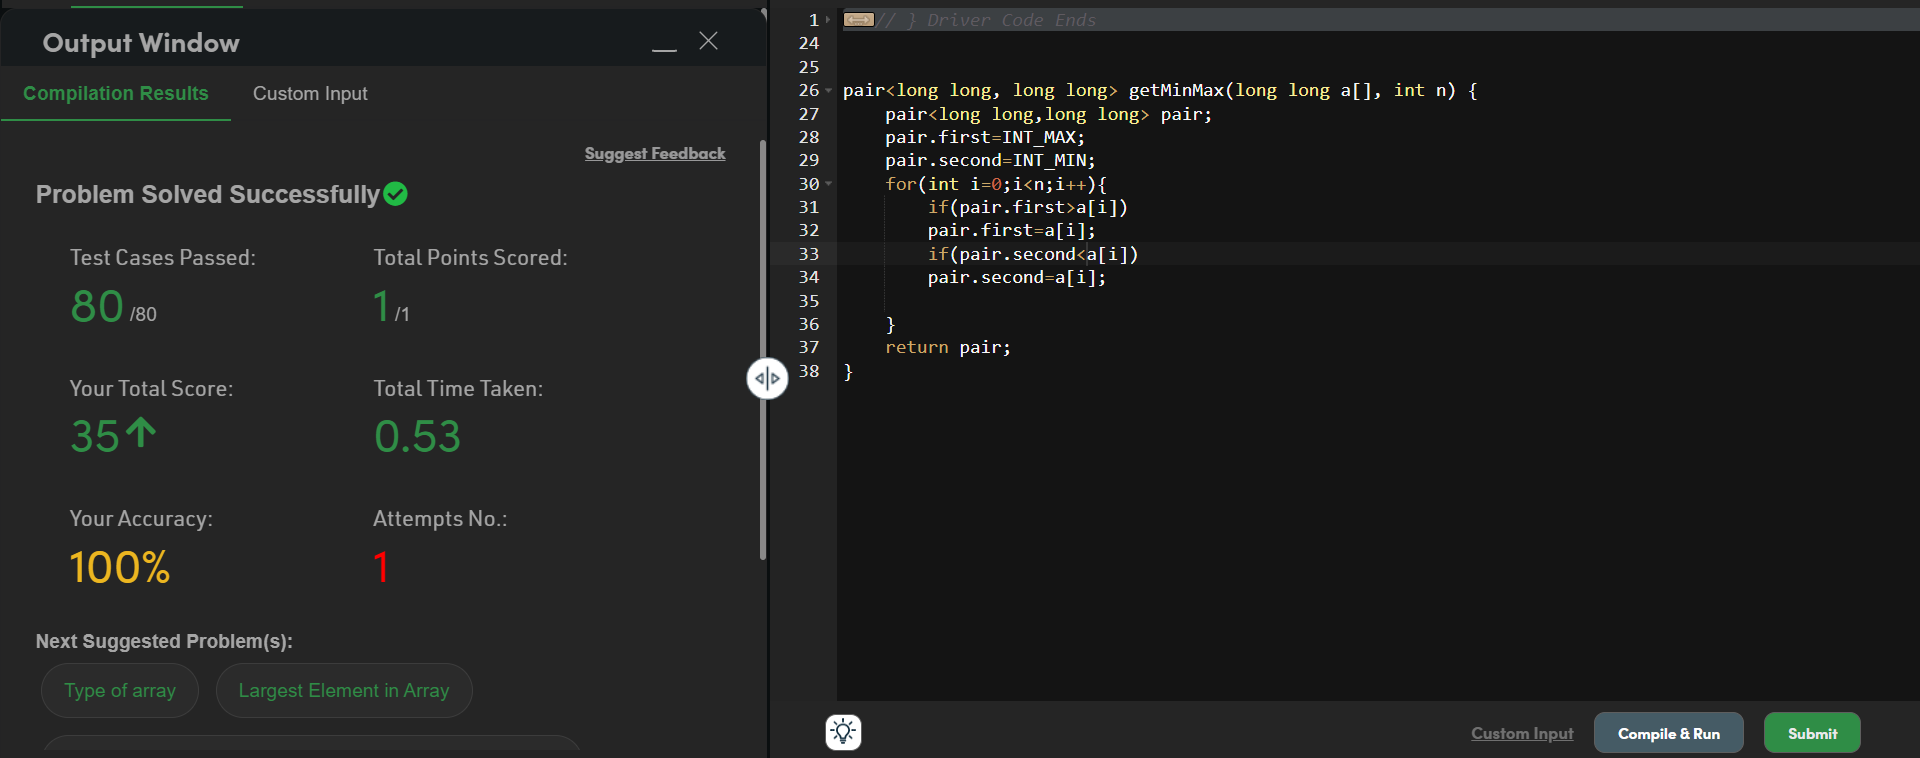 Output Window
Compilation Results
Custom Input
Suggest Feedback
Problem Solved Successfully
Test Cases Passed:
80 /80
Total Points Scored:
1 /1
Your Total Score:
35
Total Time Taken:
0.53
Your Accuracy:
100%
Attempts No.:
1
Next Suggested Problem(s):
Type of array
Largest Element in Array
1 // } Driver Code Ends
24
25
26 pair<long long, long long> getMinMax(long long a[], int n) {
27     pair<long long,long long> pair;
28     pair.first=INT_MAX;
29     pair.second=INT_MIN;
30     for(int i=0;i<n;i++){
31         if(pair.first>a[i])
32         pair.first=a[i];
33         if(pair.second<a[i])
34         pair.second=a[i];
35
36     }
37     return pair;
38 }
Custom Input
Compile & Run
Submit